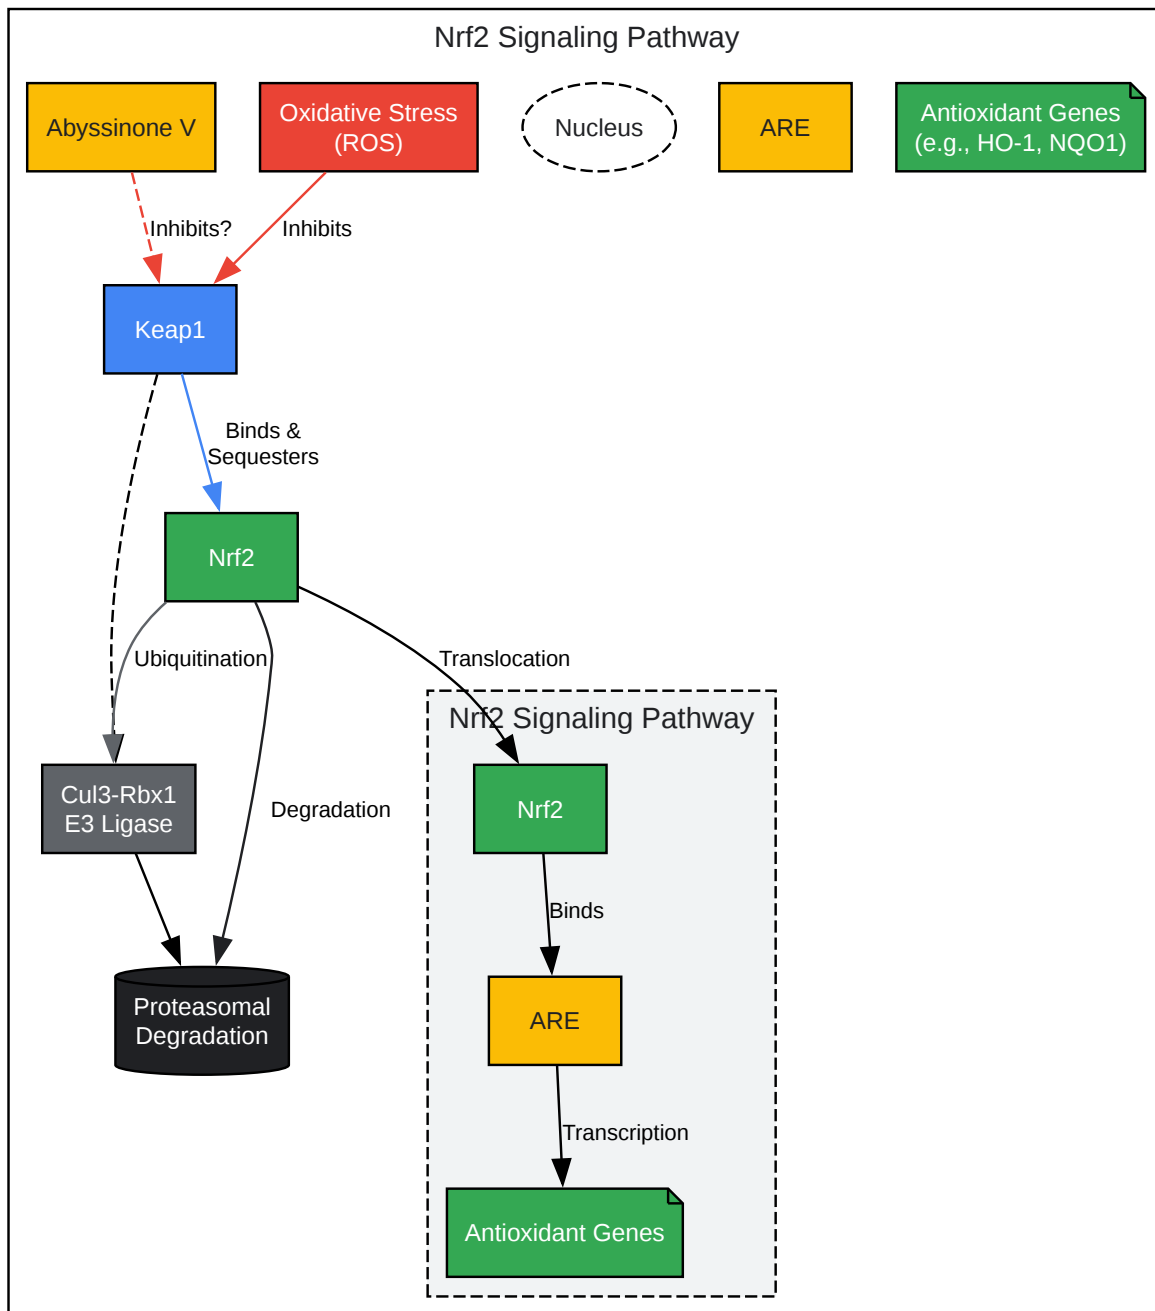 Nrf2 Signaling Pathway
Abyssinone V
Oxidative Stress
(ROS)
Nucleus
ARE
Antioxidant Genes
(e.g., HO-1, NQO1)
Inhibits?
Inhibits
Keap1
Binds &
Sequesters
Nrf2
Ubiquitination
Translocation
Nrf2 Signaling Pathway
Cul3-Rbx1
E3 Ligase
Degradation
Nrf2
Binds
Proteasomal
Degradation
ARE
Transcription
Antioxidant Genes